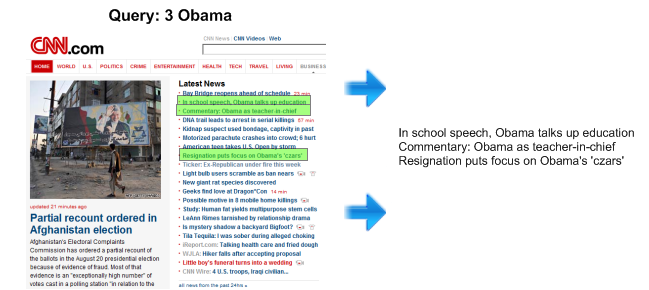 Query: 3 Obama
CNN.com
CNN News CNN Videos Web
HOME WORLD U.S. POLITICS CRIME ENTERTAINMENT HEALTH TECH TRAVEL LIVING BUSINESS
Latest News
Bay Bridge reopens ahead of schedule 23 min
In school speech, Obama talks up education
Commentary: Obama as teacher-in-chief
DNA trail leads to arrest in serial killings 67 min
Kidnap suspect used bondage, captivity in past
Motorized parachute crashes into crowd; 6 hurt
American teen takes U.S. Open by storm
Resignation puts focus on Obama's 'czars'
Ticker: Ex-Republican under fire this week
Light bulb users scramble as ban nears
New giant rat species discovered
Geeks find love at Dragon*Con 14 min
Possible motive in 8 mobile home killings
Study: Human fat yields multipurpose stem cells
LeAnn Rimes tarnished by relationship drama
Is mystery shadow a backyard Bigfoot?
Tila Tequila: I was sober during alleged choking
iReport.com: Talking health care and fried dough
WJLA: Hiker falls after accepting proposal
Little boy's funeral turns into a wedding
CNN Wire: 4 U.S. troops, Iraqi civilian...
all news from the past 24hrs »
updated 21 minutes ago
Partial recount ordered in
Afghanistan election
Afghanistan's Electoral Complaints
Commission has ordered a partial recount of
the ballots in the August 20 presidential election
because of evidence of fraud. Most of that
evidence is an "exceptionally high number" of
votes cast in a polling station "in relation to the
In school speech, Obama talks up education
Commentary: Obama as teacher-in-chief
Resignation puts focus on Obama's 'czars'